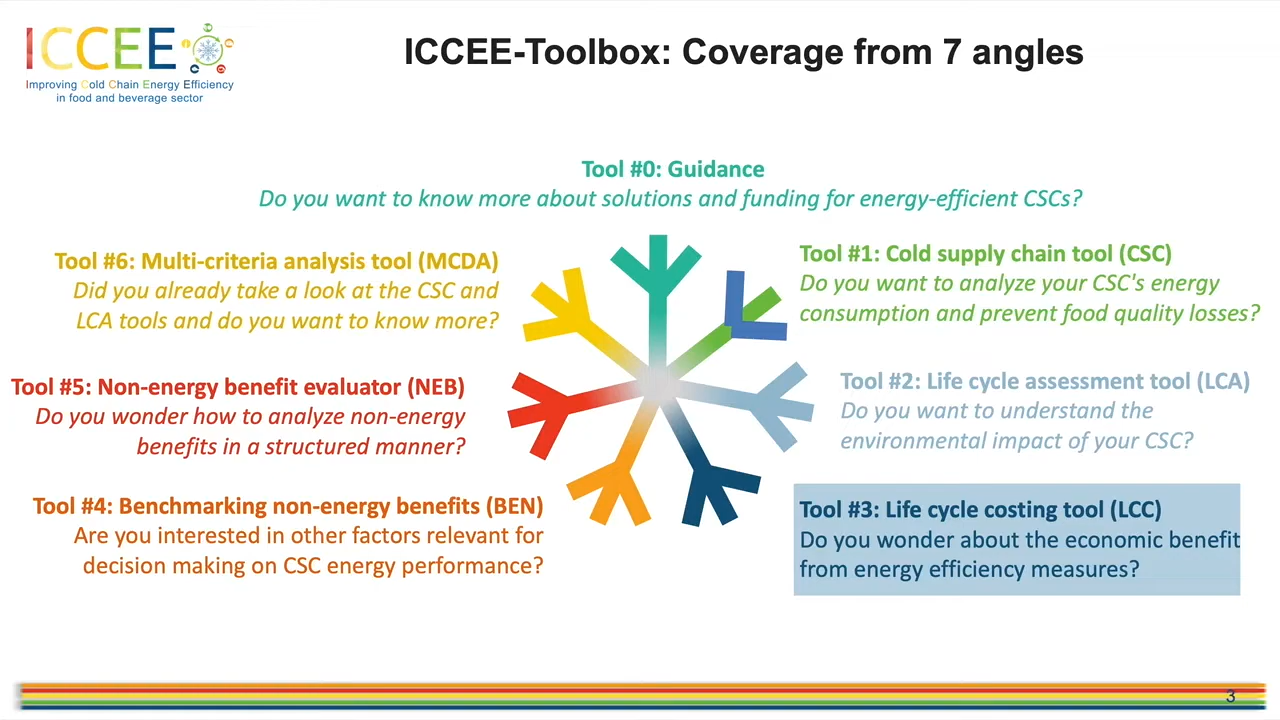 ICCEE
Improving Cold Chain Energy Efficiency
in food and beverage sector
ICCEE-Toolbox: Coverage from 7 angles
Tool #0: Guidance
Do you want to know more about solutions and funding for energy-efficient CSCs?
Tool #6: Multi-criteria analysis tool (MCDA)
Did you already take a look at the CSC and
LCA tools and do you want to know more?
Tool #1: Cold supply chain tool (CSC)
Do you want to analyze your CSC's energy
consumption and prevent food quality losses?
Tool #5: Non-energy benefit evaluator (NEB)
Do you wonder how to analyze non-energy
benefits in a structured manner?
Tool #2: Life cycle assessment tool (LCA)
Do you want to understand the
environmental impact of your CSC?
Tool #4: Benchmarking non-energy benefits (BEN)
Are you interested in other factors relevant for
decision making on CSC energy performance?
Tool #3: Life cycle costing tool (LCC)
Do you wonder about the economic benefit
from energy efficiency measures?
3